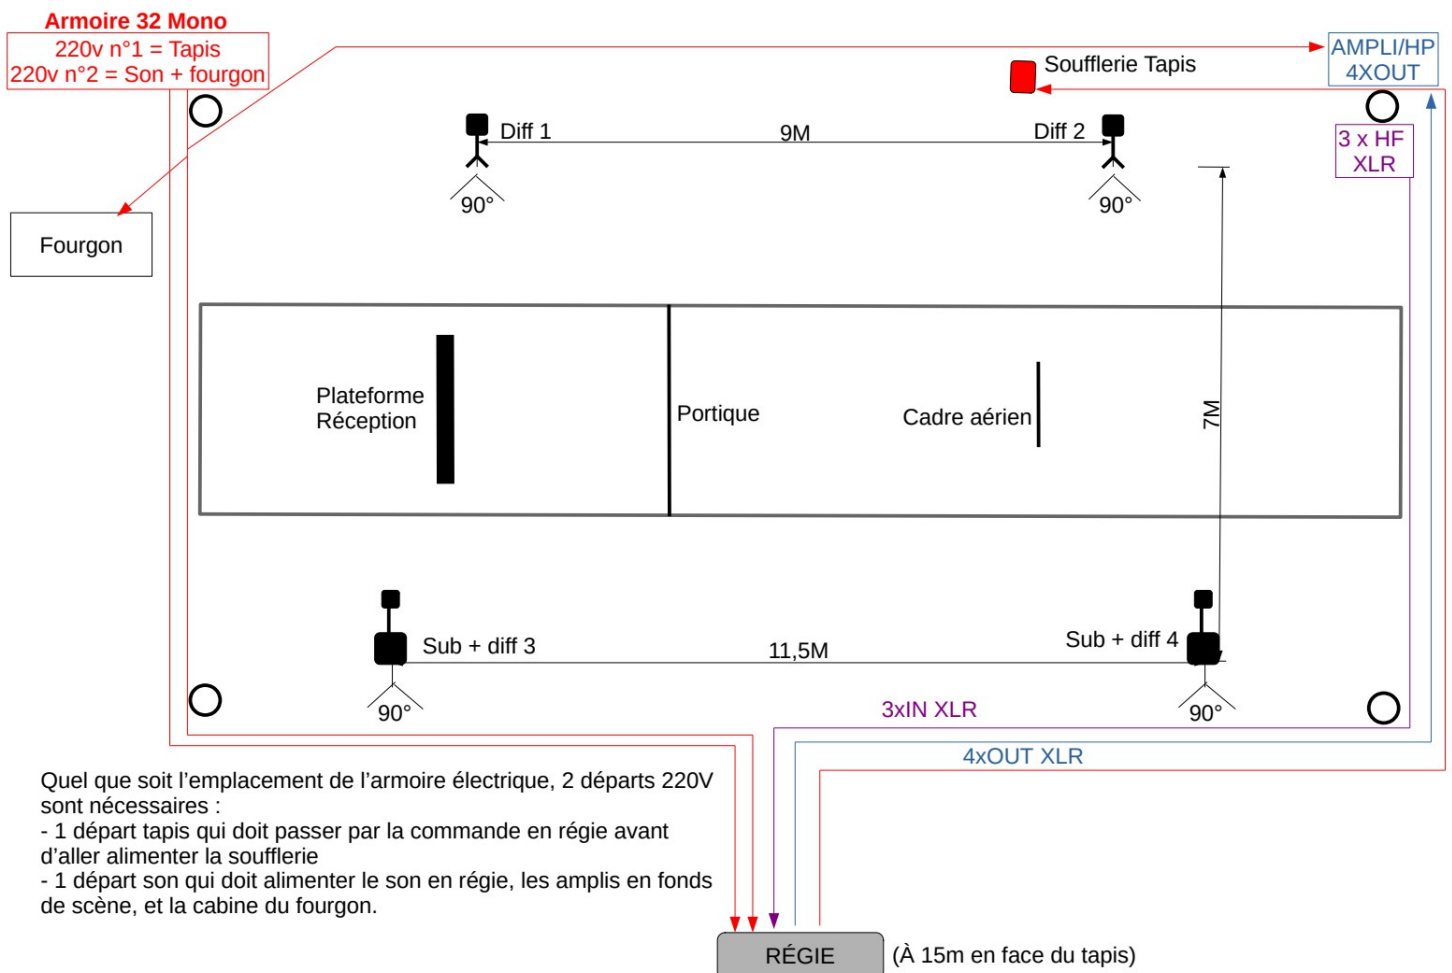 Armoire 32 Mono
220v n°1 = Tapis
220v n°2 = Son + fourgon
AMPLI/HP
4XOUT
Soufflerie Tapis
Diff 1
9M
Diff 2
3 x HF
XLR
90°
90°
Fourgon
Plateforme
Réception
Portique
Cadre aérien
7M
Sub + diff 3
11,5M
Sub + diff 4
90°
90°
3xIN XLR
4xOUT XLR
Quel que soit l’emplacement de l’armoire électrique, 2 départs 220V
sont nécessaires :
- 1 départ tapis qui doit passer par la commande en régie avant
d’aller alimenter la soufflerie
- 1 départ son qui doit alimenter le son en régie, les amplis en fonds
de scène, et la cabine du fourgon.
RÉGIE
(À 15m en face du tapis)